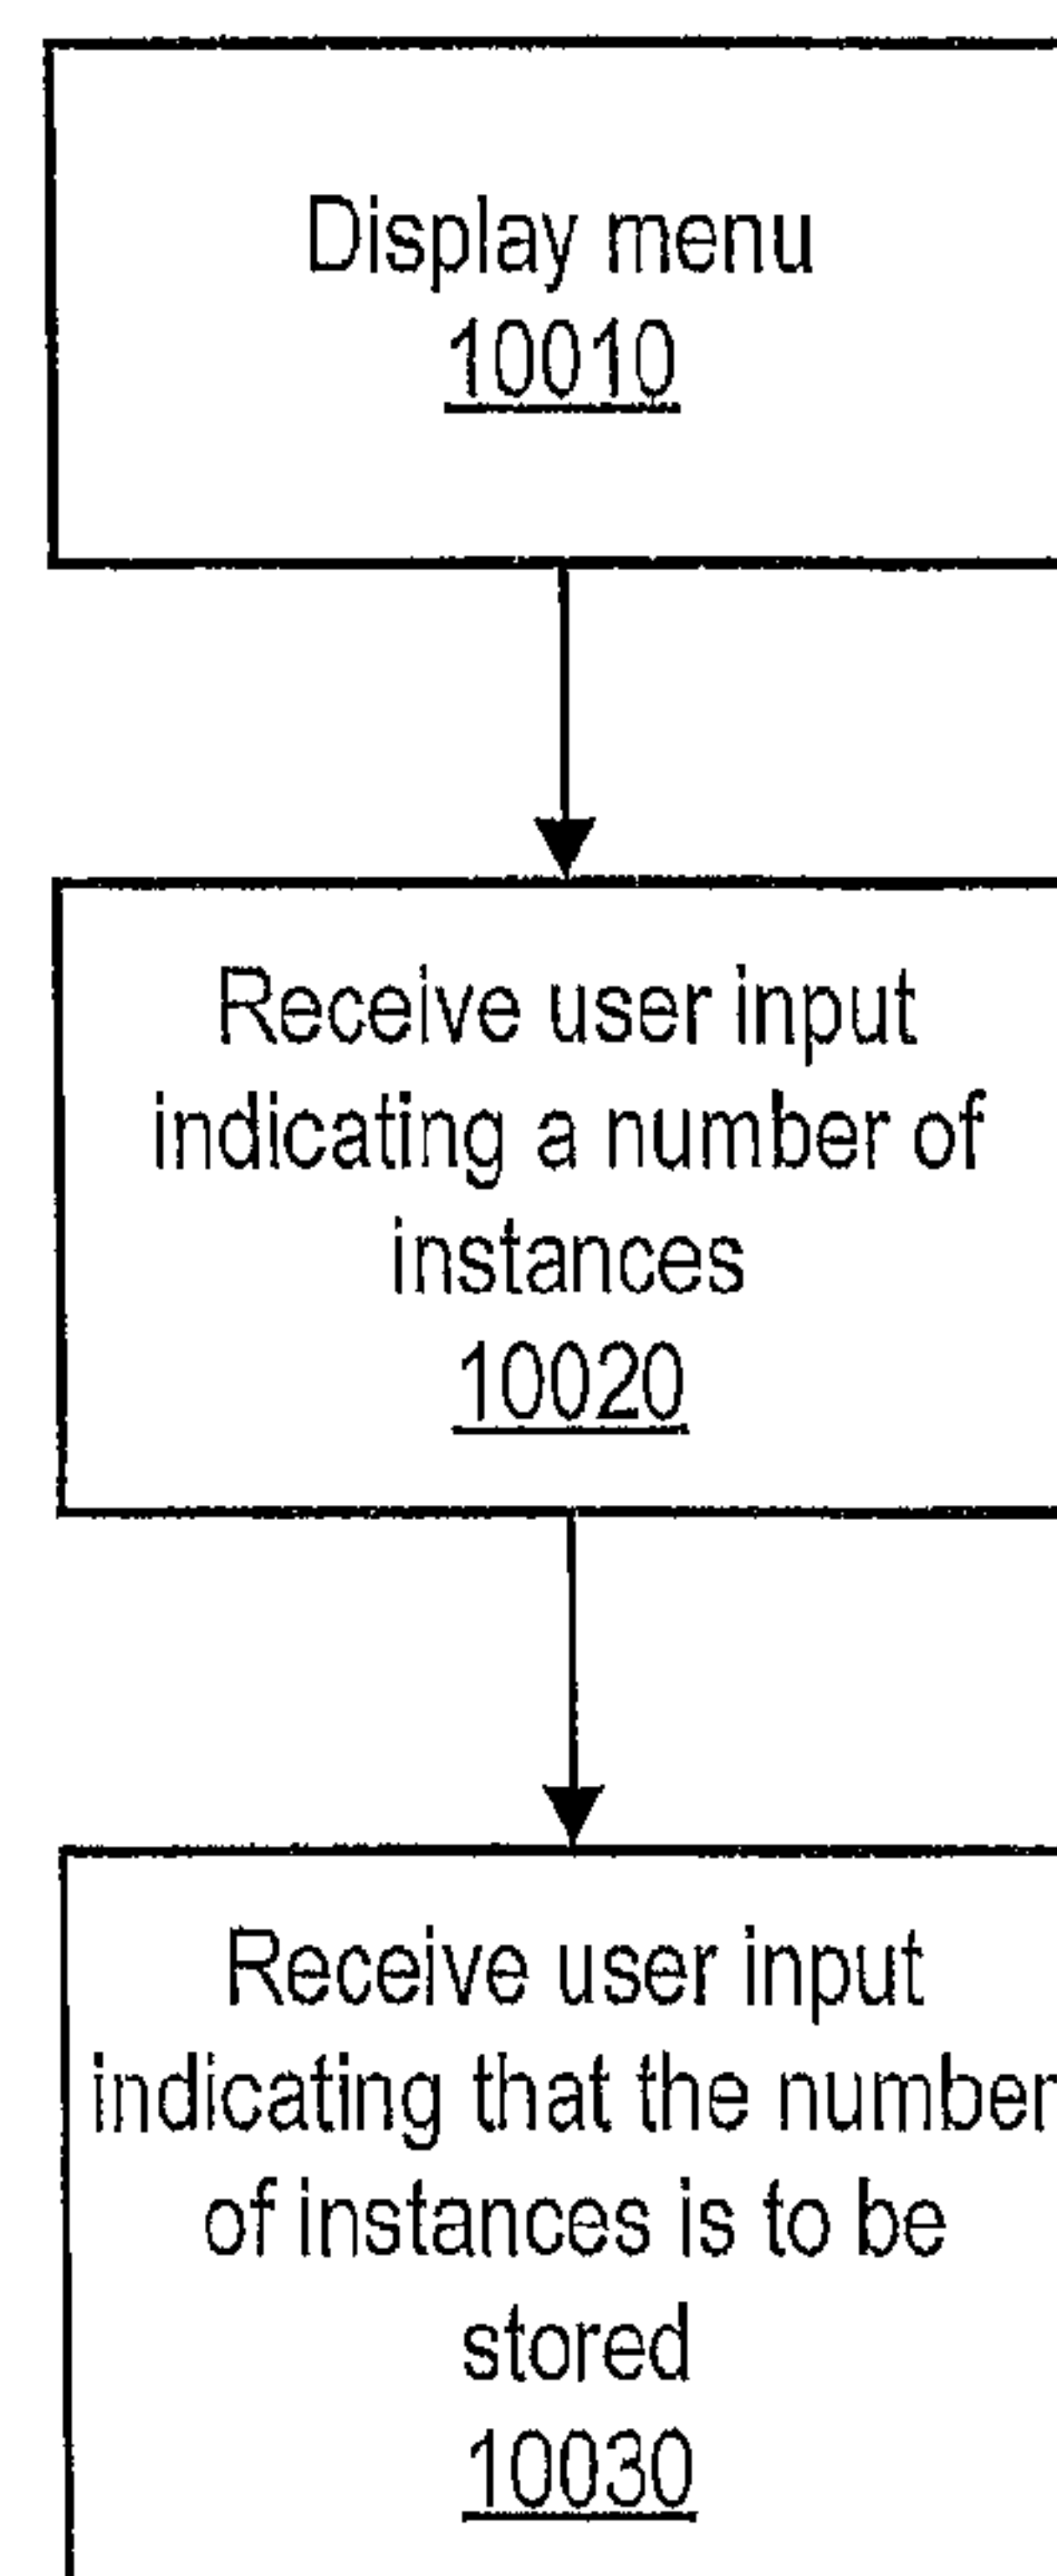 Display menu
10010
Receive user input
indicating a number of
instances
10020
Receive user input
indicating that the number
of instances is to be
stored
10030